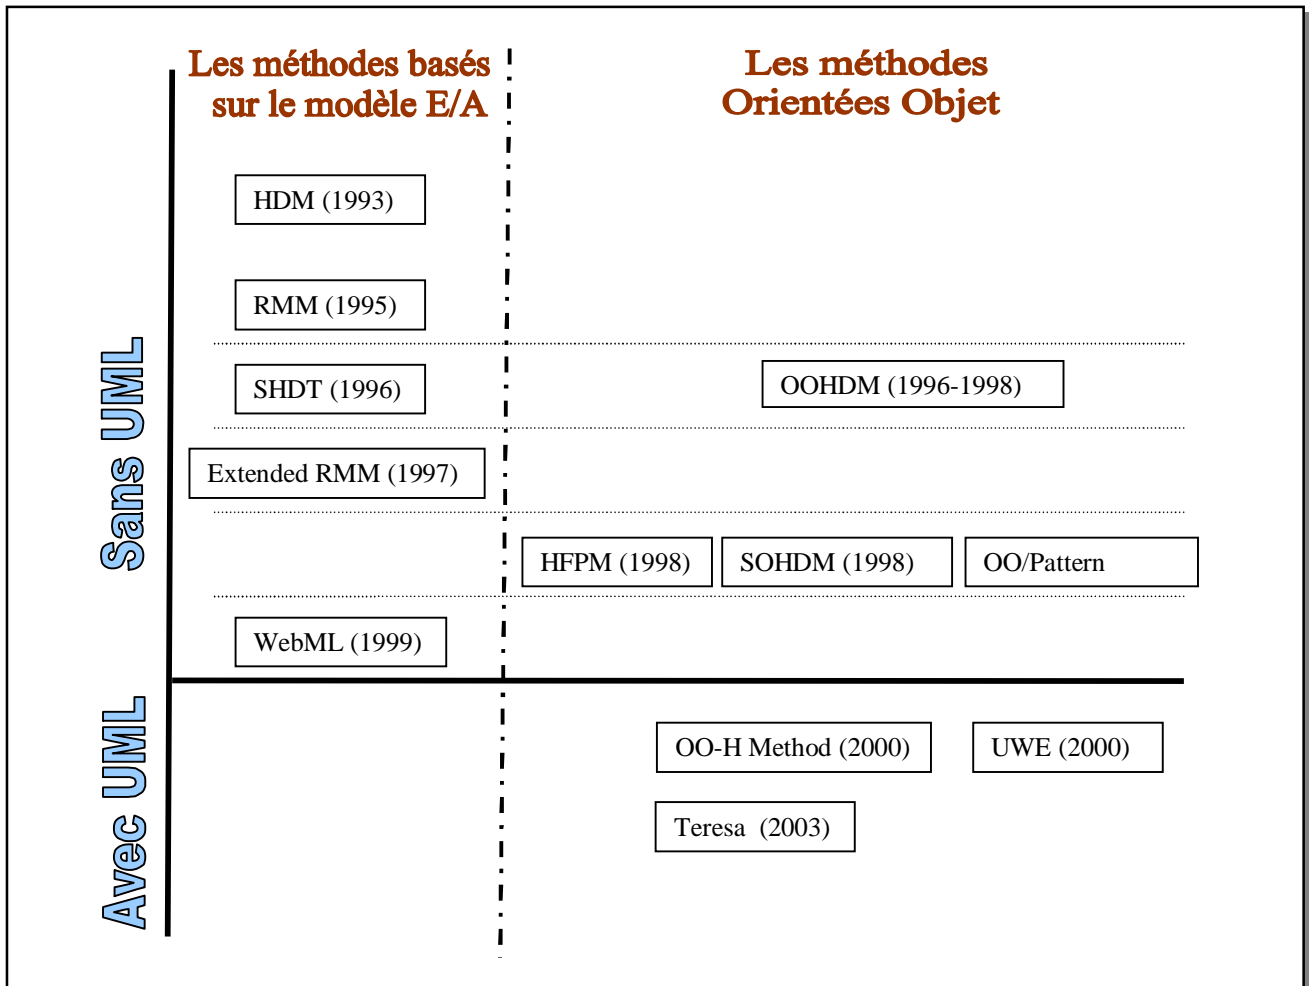 Les méthodes basés
sur le modèle E/A
Les méthodes
Orientées Objet
Sans UML
HDM (1993)
RMM (1995)
SHDT (1996)
OOHDM (1996-1998)
Extended RMM (1997)
HFPM (1998)
SOHDM (1998)
OO/Pattern
WebML (1999)
Avec UML
OO-H Method (2000)
UWE (2000)
Teresa (2003)